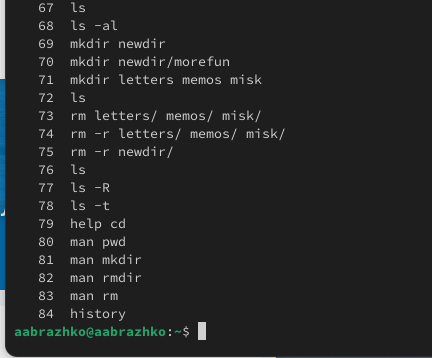 67 ls
68 ls -al
69 mkdir newdir
70 mkdir newdir/morefun
71 mkdir letters memos misk
72 ls
73 rm letters/ memos/ misk/
74 rm -r letters/ memos/ misk/
75 rm -r newdir/
76 ls
77 ls -R
78 ls -t
79 help cd
80 man pwd
81 man mkdir
82 man rmdir
83 man rm
84 history
aabrazhko@aabrazhko:~$